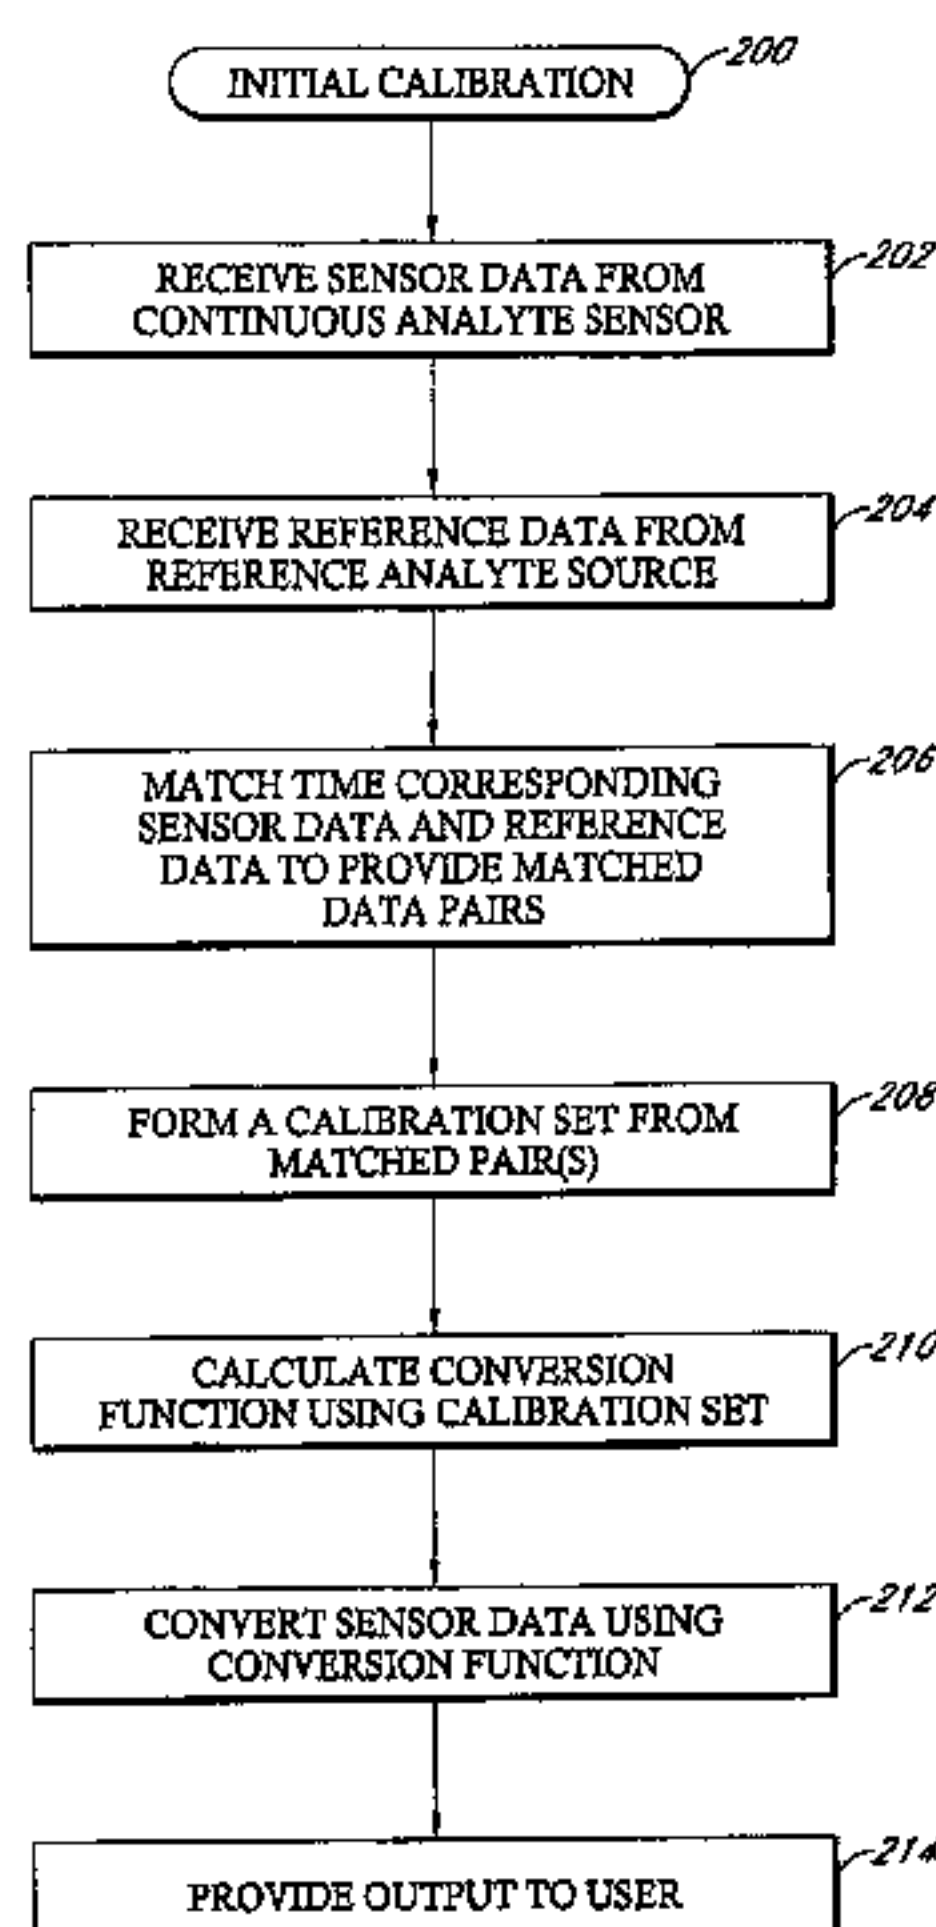 INITIAL CALIBRATION
200
RECEIVE SENSOR DATA FROM
CONTINUOUS ANALYTE SENSOR
202
RECEIVE REFERENCE DATA FROM
REFERENCE ANALYTE SOURCE
204
MATCH TIME CORRESPONDING
SENSOR DATA AND REFERENCE
DATA TO PROVIDE MATCHED
DATA PAIRS
206
FORM A CALIBRATION SET FROM
MATCHED PAIR(S)
208
CALCULATE CONVERSION
FUNCTION USING CALIBRATION SET
210
CONVERT SENSOR DATA USING
CONVERSION FUNCTION
212
PROVIDE OUTPUT TO USER
214